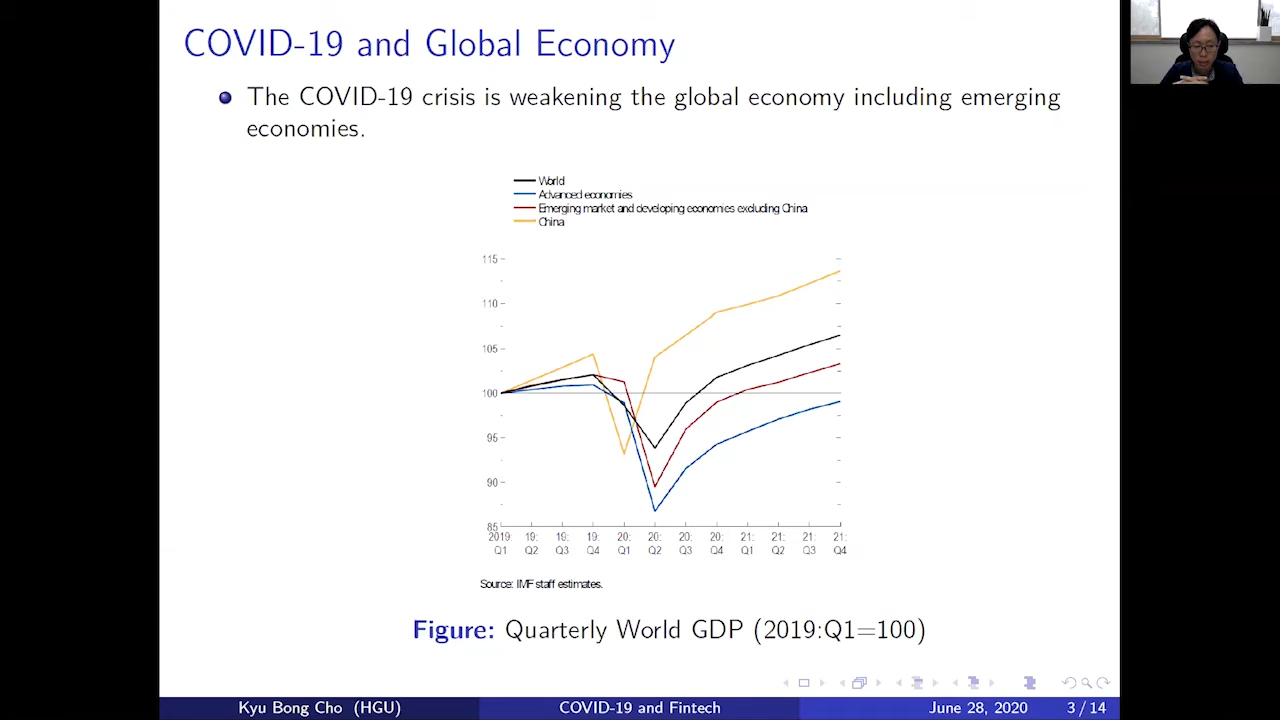 COVID-19 and Global Economy
The COVID-19 crisis is weakening the global economy including emerging
economies.
World
Advanced economies
Emerging market and developing economies excluding China
China
115
110
105
100
95
90
85
2019: 19: 19: 19: 20: 20: 20: 20: 21: 21: 21: 21:
Q1 Q2 Q3 Q4 Q1 Q2 Q3 Q4 Q1 Q2 Q3 Q4
Source: IMF staff estimates.
Figure: Quarterly World GDP (2019:Q1=100)
Kyu Bong Cho (HGU) COVID-19 and Fintech June 28, 2020 3 / 14